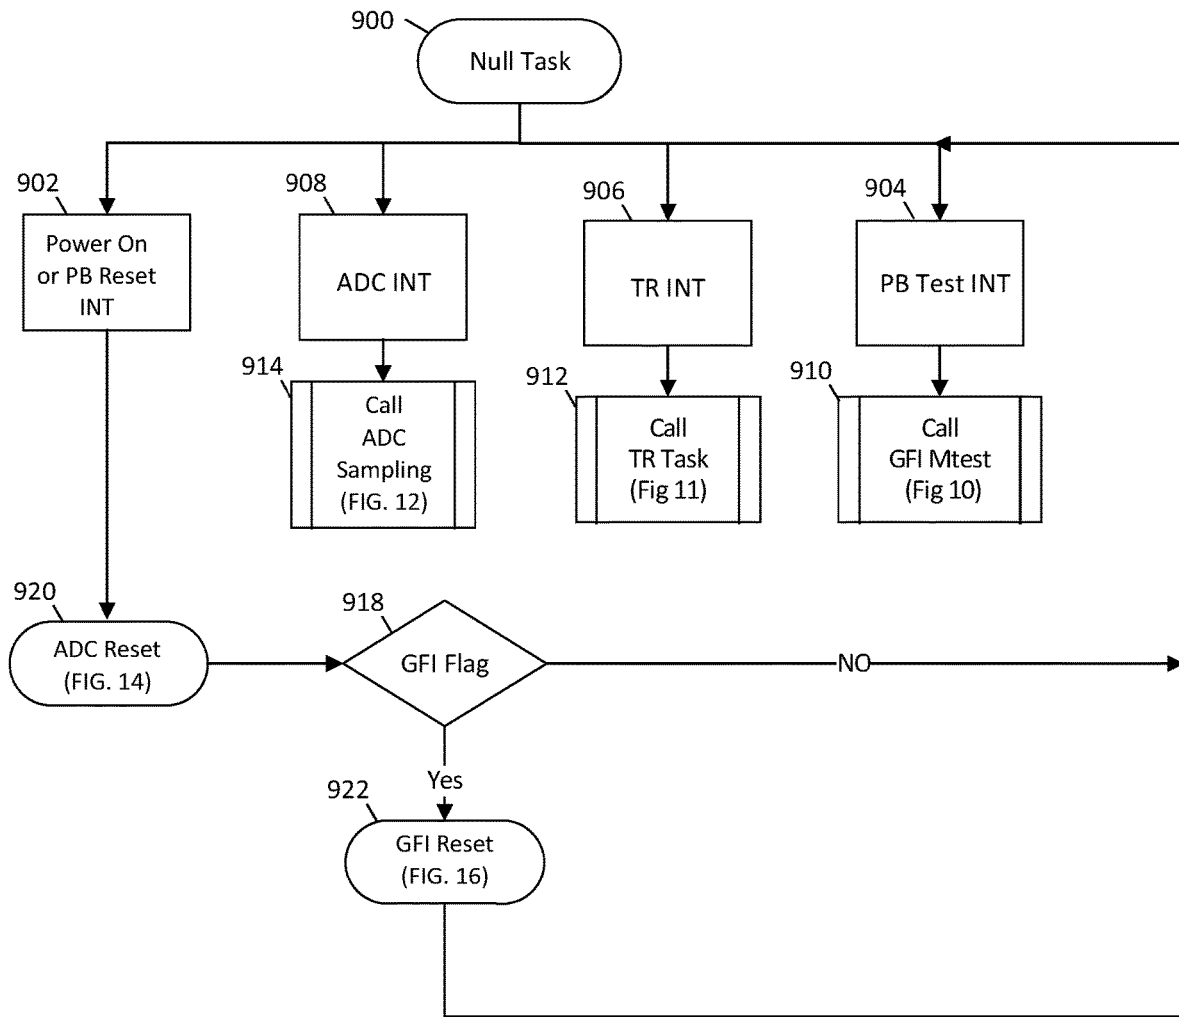 900
Null Task
902
Power On
or PB Reset
INT
908
ADC INT
906
TR INT
904
PB Test INT
914
Call
ADC
Sampling
(FIG. 12)
912
Call
TR Task
(Fig 11)
910
Call
GFI Mtest
(Fig 10)
920
ADC Reset
(FIG. 14)
918
GFI Flag
NO
Yes
922
GFI Reset
(FIG. 16)